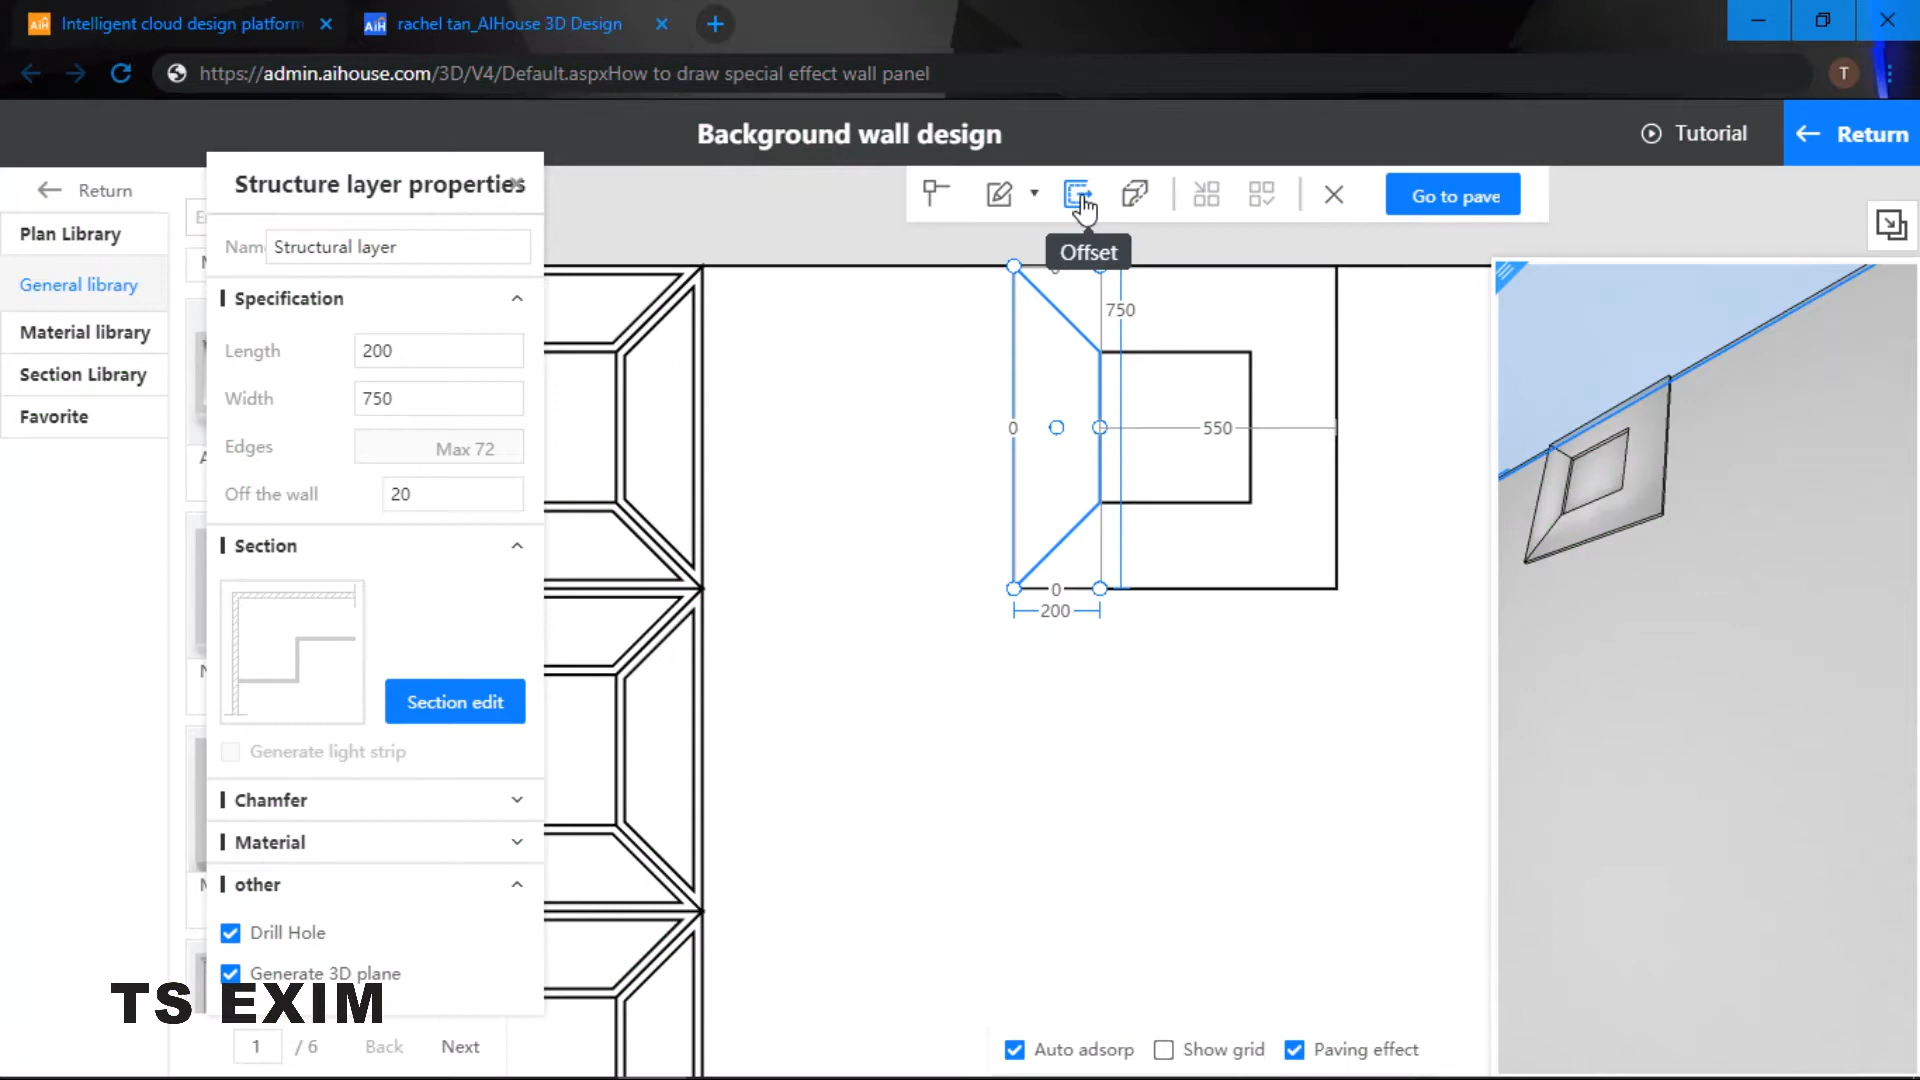 Intelligent cloud design platform
rachel tan_AIHouse 3D Design
https://admin.aihouse.com/3D/V4/Default.aspxHow to draw special effect wall panel
T
Background wall design
Tutorial
Return
Return
Plan Library
General library
Material library
Section Library
Favorite
Structure layer properties
Name
Structural layer
Specification
Length
200
Width
750
Edges
Max 72
Off the wall
20
Section
Section edit
Generate light strip
Chamfer
Material
other
Drill Hole
Generate 3D plane
TS EXIM
1 / 6
Back
Next
Go to pave
Offset
750
0
550
0
200
Auto adsorp
Show grid
Paving effect